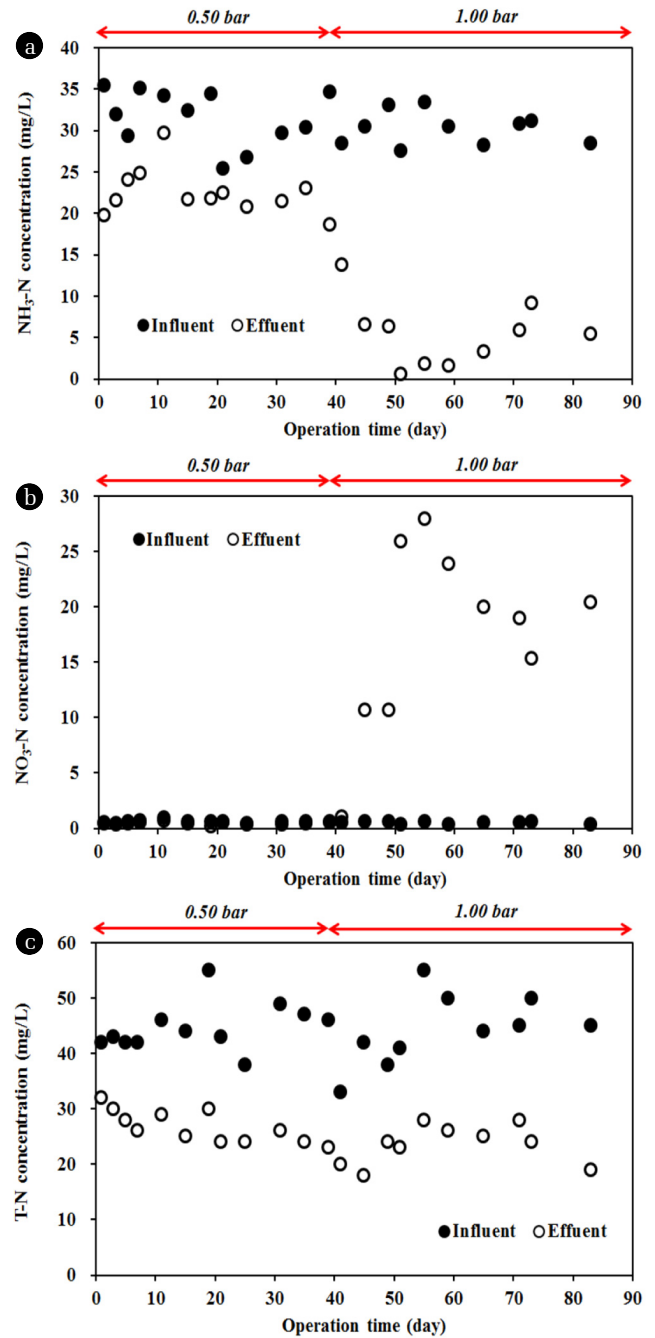 0.50 bar 1.00 bar
a
40
35
30
25
20
15
10
5
0
NH₃-N concentration (mg/L)
Influent Effuent
0 10 20 30 40 50 60 70 80 90
Operation time (day)
0.50 bar 1.00 bar
b
30
25
20
15
10
5
0
NO₃-N concentration (mg/L)
Influent Effuent
0 10 20 30 40 50 60 70 80 90
Operation time (day)
0.50 bar 1.00 bar
c
60
50
40
30
20
10
0
T-N concentration (mg/L)
Influent Effuent
0 10 20 30 40 50 60 70 80 90
Operation time (day)